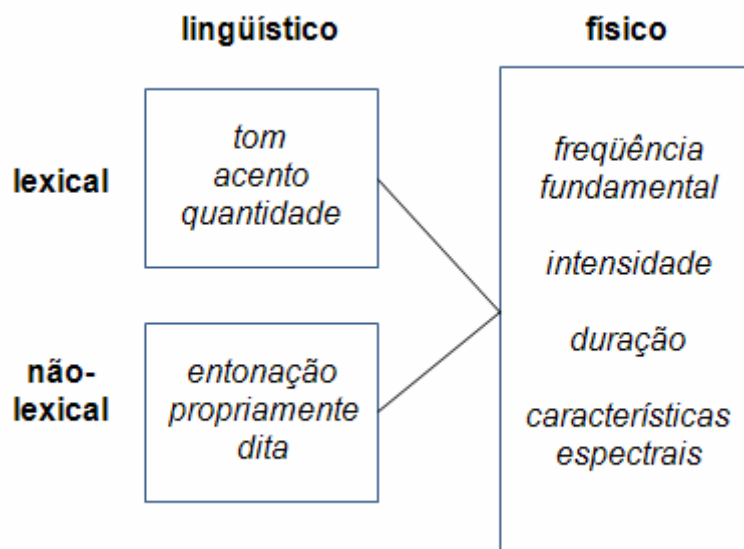 lingüístico
físico
lexical
tom
acento
quantidade
não-
lexical
entonação
propriamente
dita
freqüência
fundamental
intensidade
duração
características
espectrais